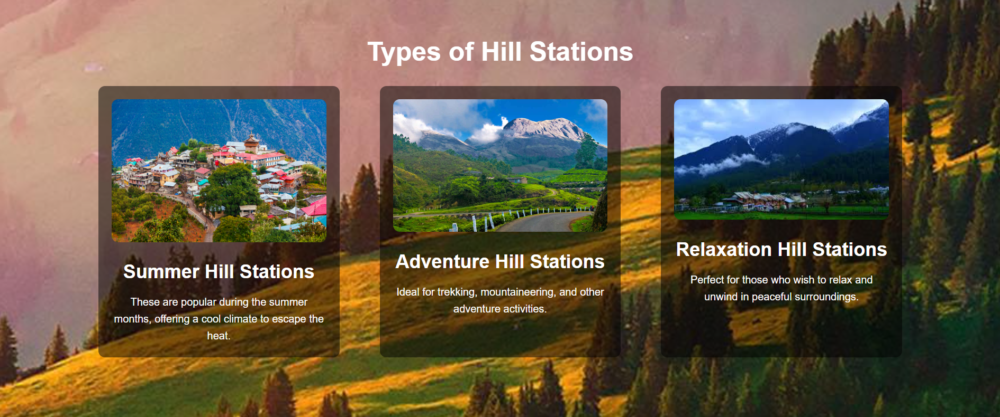 Types of Hill Stations
Summer Hill Stations
These are popular during the summer
months, offering a cool climate to escape the
heat.
Adventure Hill Stations
Ideal for trekking, mountaineering, and other
adventure activities.
Relaxation Hill Stations
Perfect for those who wish to relax and
unwind in peaceful surroundings.